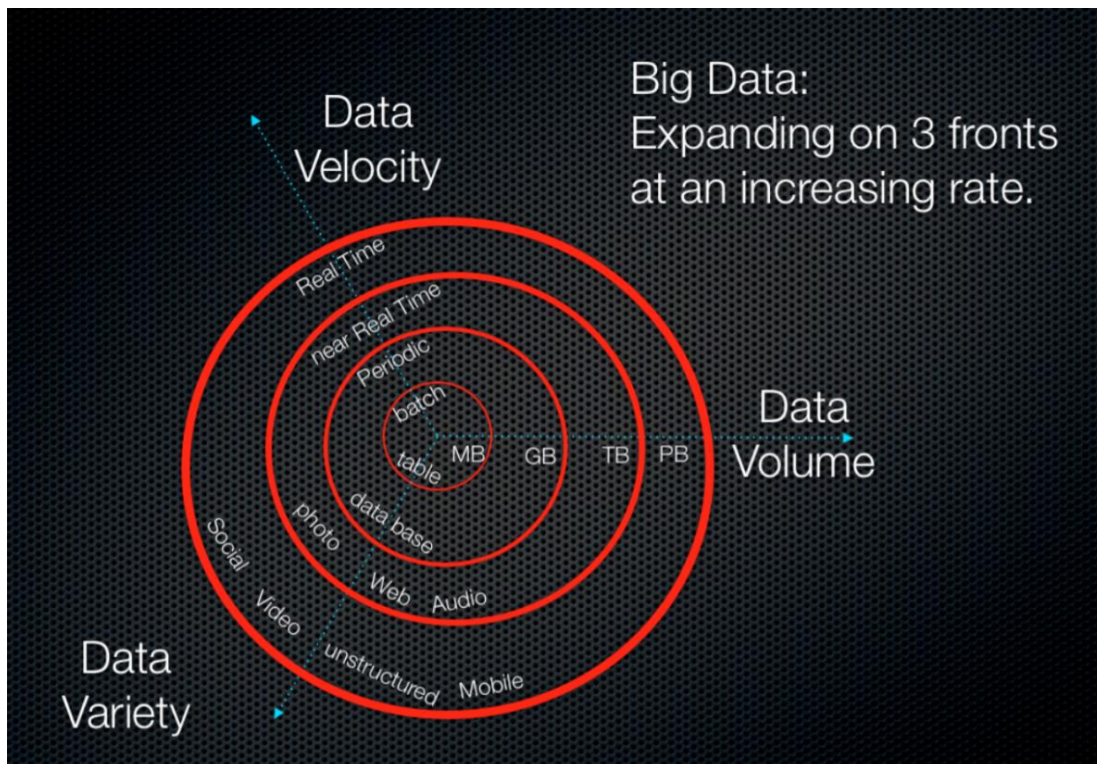 Big Data:
Expanding on 3 fronts
at an increasing rate.
Data
Velocity
Real Time
near Real Time
Periodic
batch
table
MB
GB
TB
PB
Data
Volume
data base
photo
Web
Audio
Social
Video
unstructured
Mobile
Data
Variety